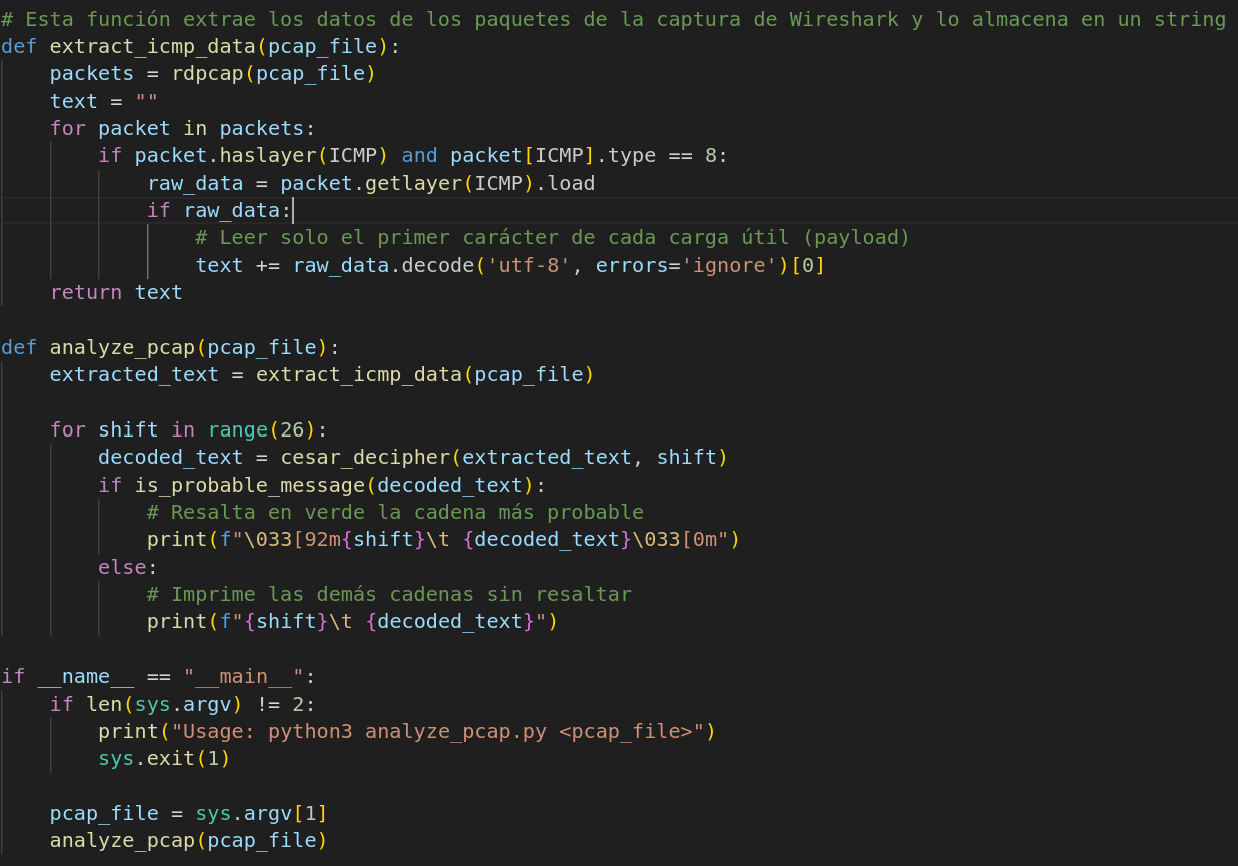 # Esta función extrae los datos de los paquetes de la captura de Wireshark y lo almacena en un string
def extract_icmp_data(pcap_file):
    packets = rdpcap(pcap_file)
    text = ""
    for packet in packets:
        if packet.haslayer(ICMP) and packet[ICMP].type == 8:
            raw_data = packet.getlayer(ICMP).load
            if raw_data:
                # Leer solo el primer carácter de cada carga útil (payload)
                text += raw_data.decode('utf-8', errors='ignore')[0]
    return text

def analyze_pcap(pcap_file):
    extracted_text = extract_icmp_data(pcap_file)

    for shift in range(26):
        decoded_text = cesar_decipher(extracted_text, shift)
        if is_probable_message(decoded_text):
            # Resalta en verde la cadena más probable
            print(f"\033[92m{shift}\t {decoded_text}\033[0m")
        else:
            # Imprime las demás cadenas sin resaltar
            print(f"{shift}\t {decoded_text}")

if __name__ == "__main__":
    if len(sys.argv) != 2:
        print("Usage: python3 analyze_pcap.py <pcap_file>")
        sys.exit(1)

    pcap_file = sys.argv[1]
    analyze_pcap(pcap_file)